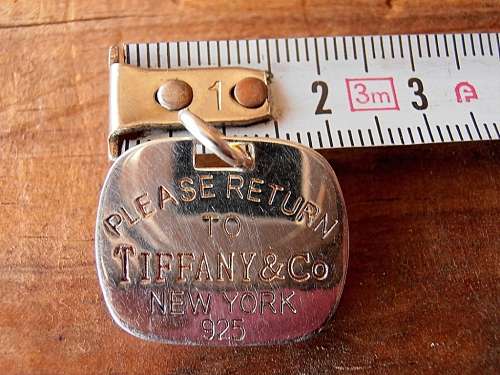 1 2 3m 3
PLEASE RETURN
TO
TIFFANY & Co
NEW YORK
925